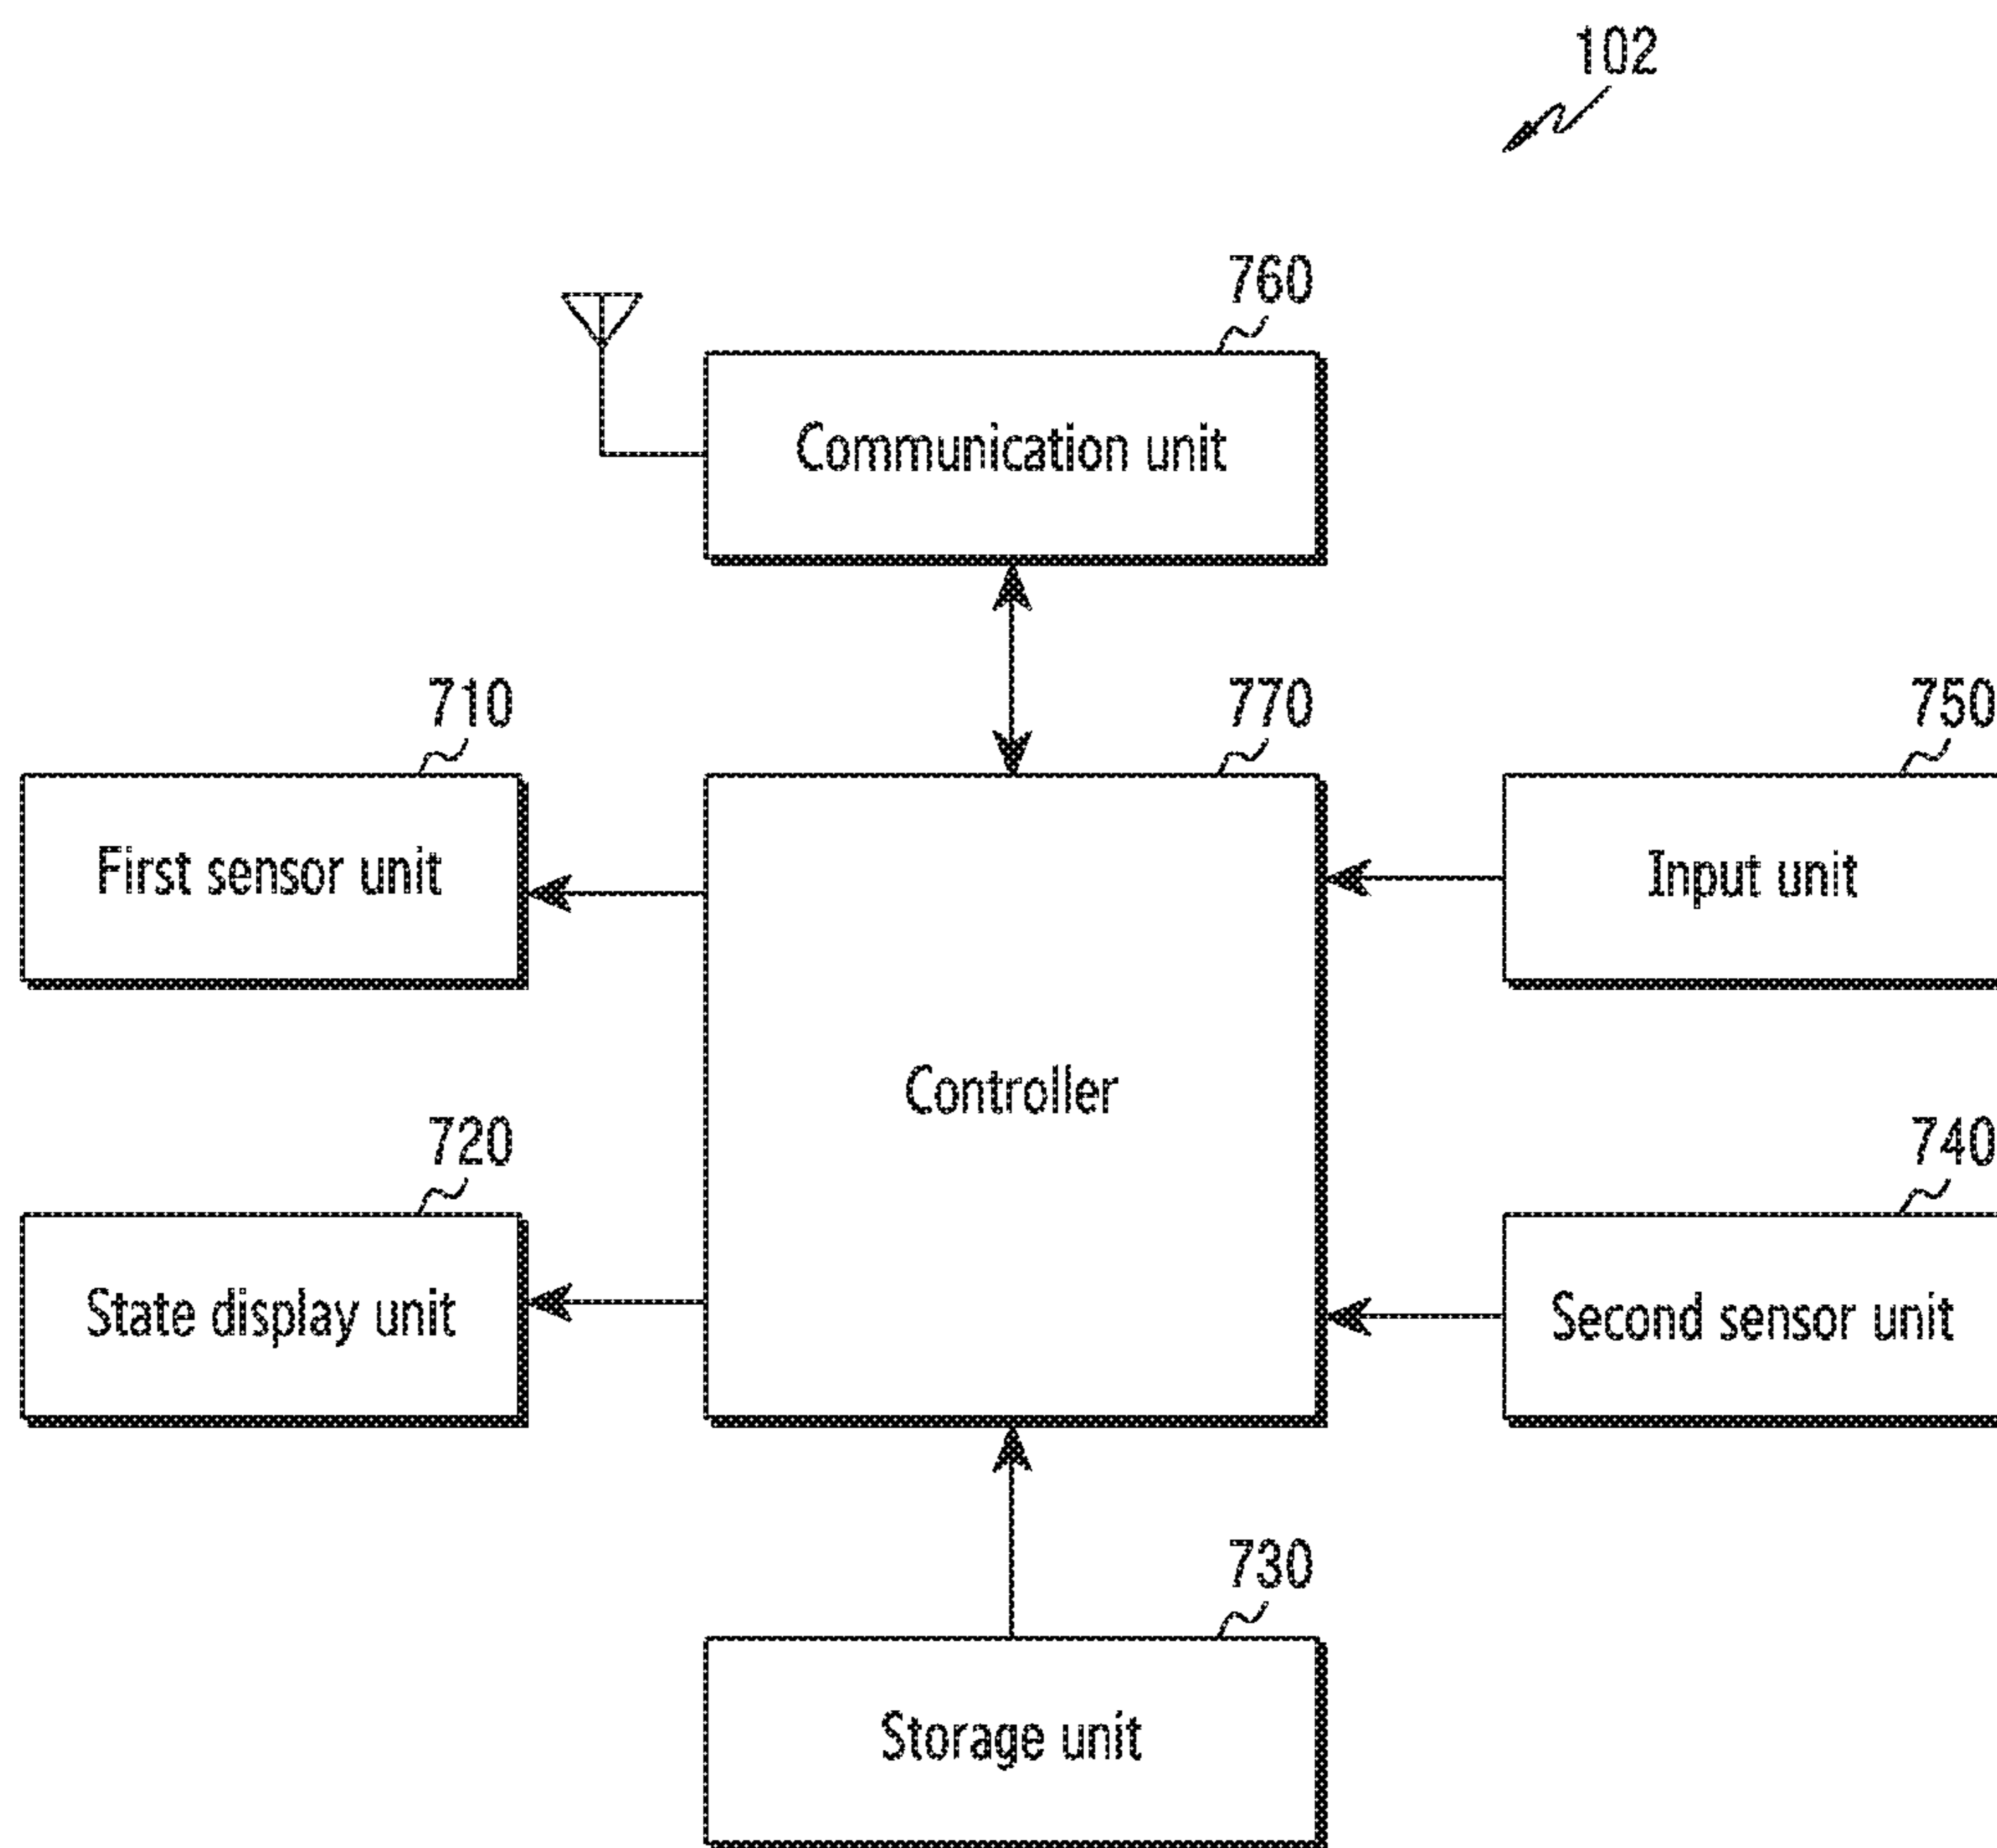 102
760
Communication unit
710
770
750
First sensor unit
Input unit
Controller
720
740
State display unit
Second sensor unit
730
Storage unit